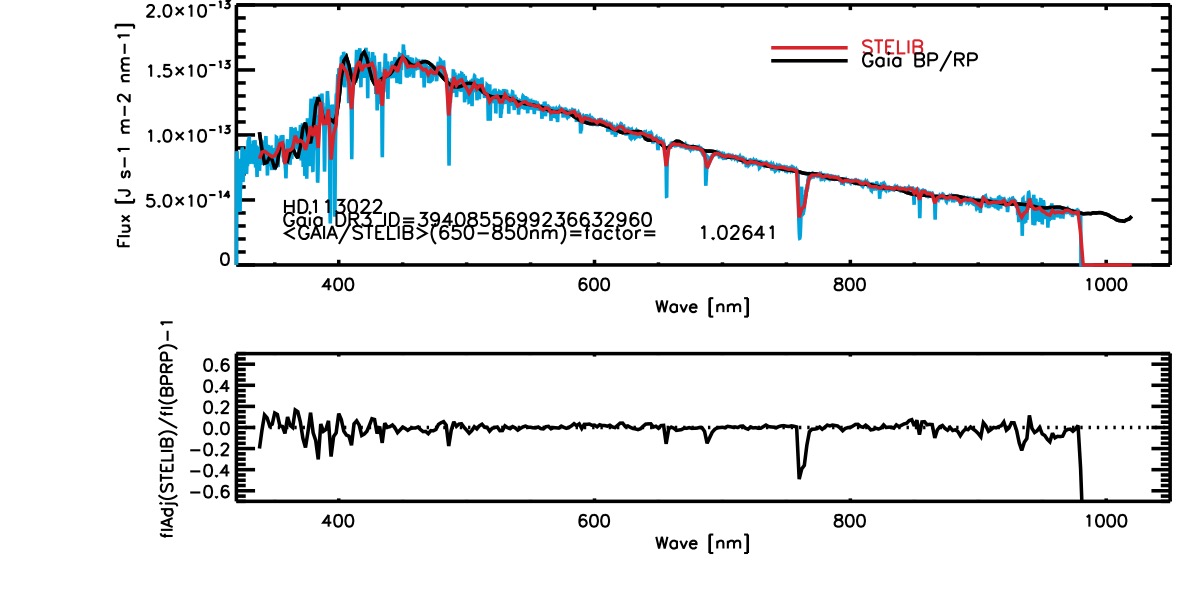 2.0×10−13
1.5×10−13
1.0×10−13
5.0×10−14
0
Flux [J s−1 m−2 nm−1]
STELIB
Gaia BP/RP
HD113022
Gaia DR3 ID=3940855699236632960
<GAIA/STELIB>(650−850nm)=factor= 1.02641
400 600 800 1000
Wave [nm]
flAdj(STELIB)/fl(BPRP)−1
0.6
0.4
0.2
0.0
−0.2
−0.4
−0.6
400 600 800 1000
Wave [nm]